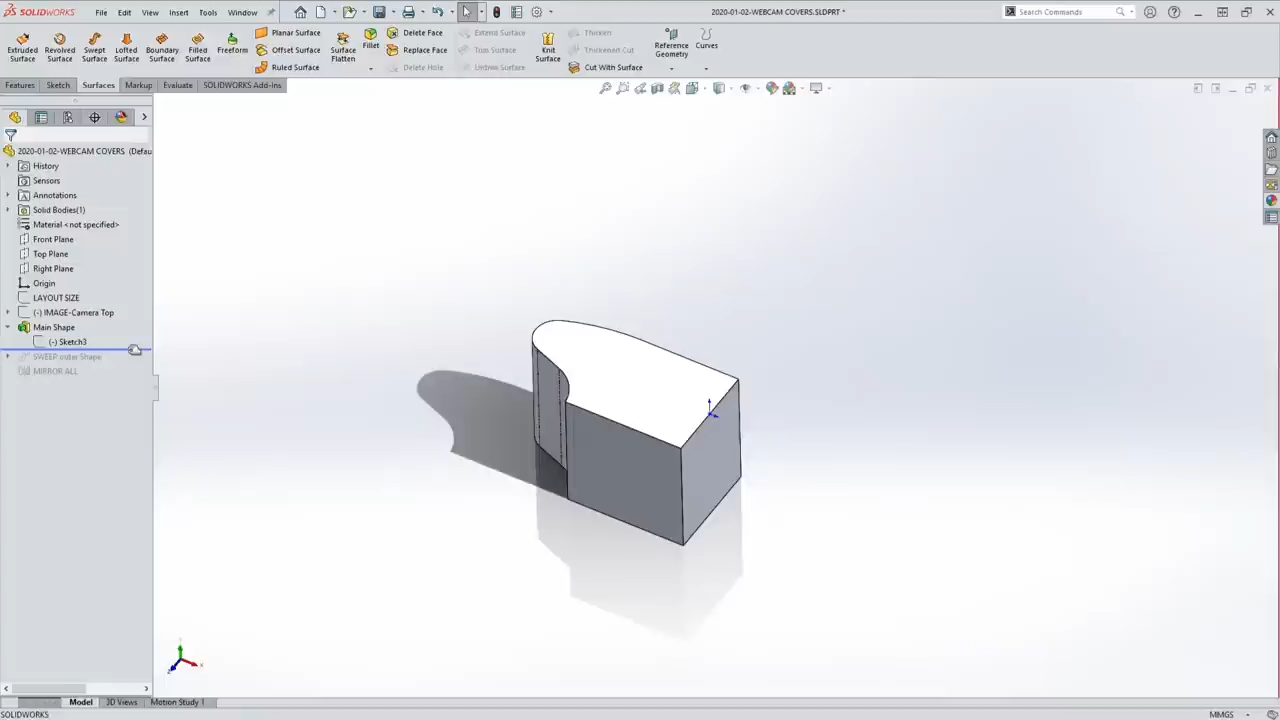 SOLIDWORKS File Edit View Insert Tools Window 2020-01-02-WEBCAM COVERS.SLDPRT * Search Commands
Extruded Surface
Revolved Surface
Swept Surface
Lofted Surface
Boundary Surface
Filled Surface
Freeform
Planar Surface
Offset Surface
Ruled Surface
Surface Flatten
Fillet
Delete Face
Replace Face
Delete Hole
Extend Surface
Trim Surface
Untrim Surface
Knit Surface
Thicken
Thickened Cut
Cut With Surface
Reference Geometry
Curves
Features Sketch Surfaces Markup Evaluate SOLIDWORKS Add-Ins
2020-01-02-WEBCAM COVERS (Defau
History
Sensors
Annotations
Solid Bodies(1)
Material <not specified>
Front Plane
Top Plane
Right Plane
Origin
LAYOUT SIZE
(-) IMAGE-Camera Top
Main Shape
(-) Sketch3
SWEEP outer Shape
MIRROR ALL
Model 3D Views Motion Study 1
SOLIDWORKS MMGS